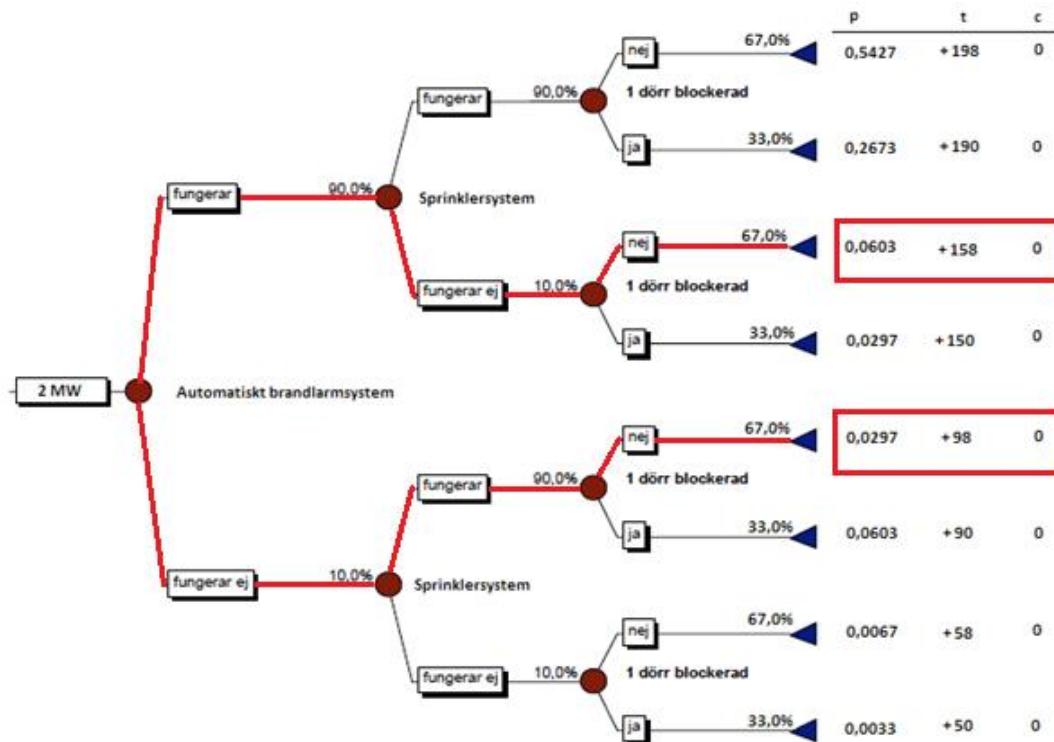 p t c
nej 67,0% 0,5427 +198 0
fungerar 90,0% 1 dörr blockerad
ja 33,0% 0,2673 +190 0
fungerar 90,0% Sprinklersystem
nej 67,0% 0,0603 +158 0
fungerar ej 10,0% 1 dörr blockerad
ja 33,0% 0,0297 +150 0
2 MW Automatiskt brandlarmsystem
nej 67,0% 0,0297 +98 0
fungerar 90,0% 1 dörr blockerad
ja 33,0% 0,0603 +90 0
fungerar ej 10,0% Sprinklersystem
nej 67,0% 0,0067 +58 0
fungerar ej 10,0% 1 dörr blockerad
ja 33,0% 0,0033 +50 0